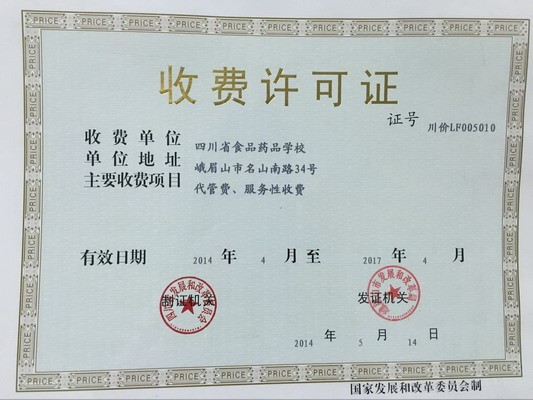 收费许可证
证号 川价LF005010
收费单位 四川省食品药品学校
单位地址 峨眉山市名山南路34号
主要收费项目 代管费、服务性收费
有效日期 2014 年 4 月至 2017 年 4 月
制证机关 发证机关
2014 年 5 月 14 日
国家发展和改革委员会制